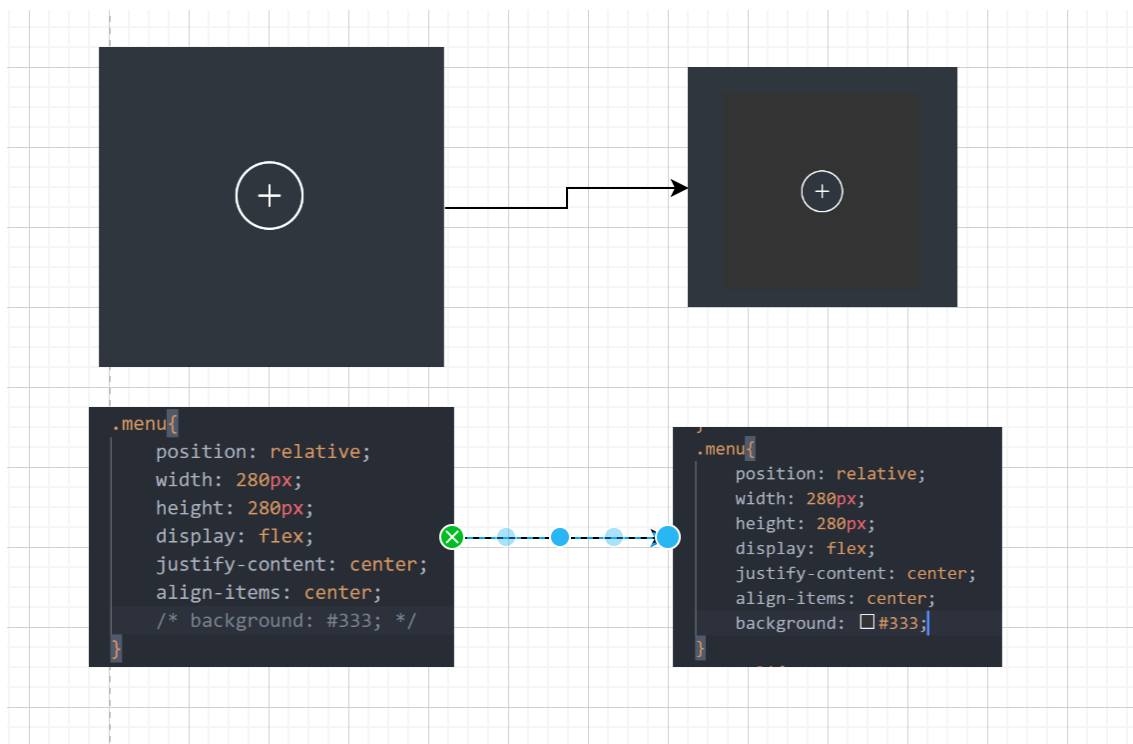 +
+
.menu{
position: relative;
width: 280px;
height: 280px;
display: flex;
justify-content: center;
align-items: center;
/* background: #333; */
}
.menu{
position: relative;
width: 280px;
height: 280px;
display: flex;
justify-content: center;
align-items: center;
background: #333;
}